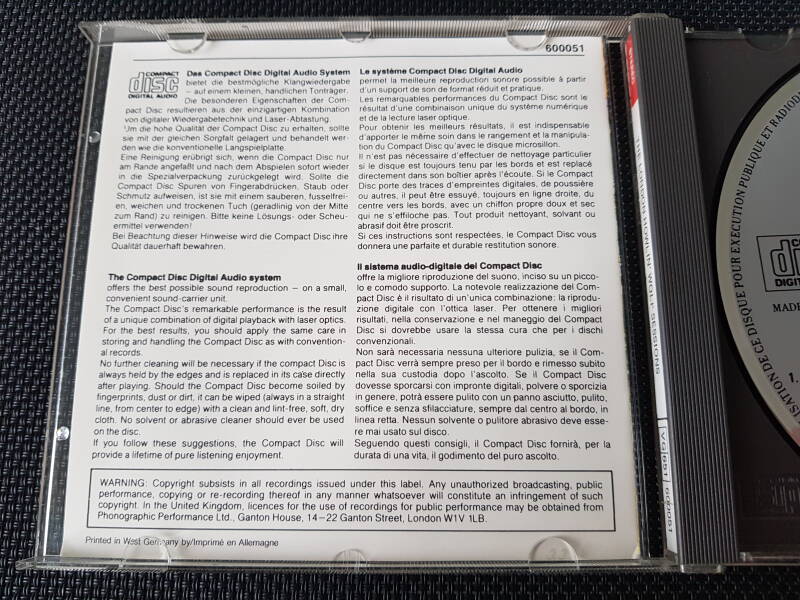 600051
COMPACT
disc
DIGITAL AUDIO
Das Compact Disc Digital Audio System
bietet die bestmögliche Klangwiedergabe
– auf einem kleinen, handlichen Tonträger.
Die besonderen Eigenschaften der Com-
pact Disc resultieren aus der einzigartigen Kombination
von digitaler Wiedergabetechnik und Laser-Abtastung.
Um die hohe Qualität der Compact Disc zu erhalten, sollte
sie mit der gleichen Sorgfalt gelagert und behandelt wer-
den wie die konventionelle Langspielplatte.
Eine Reinigung erübrigt sich, wenn die Compact Disc nur
am Rande angefaßt und nach dem Abspielen sofort wieder
in die Spezialverpackung zurückgelegt wird. Sollte die
Compact Disc Spuren von Fingerabdrücken, Staub oder
Schmutz aufweisen, ist sie mit einem sauberen, fusselfrei-
en, weichen und trockenen Tuch (geradlinig von der Mitte
zum Rand) zu reinigen. Bitte keine Lösungs- oder Scheu-
ermittel verwenden!
Bei Beachtung dieser Hinweise wird die Compact Disc ihre
Qualität dauerhaft bewahren.
Le système Compact Disc Digital Audio
permet la meilleure reproduction sonore possible à partir
d'un support de son de format réduit et pratique.
Les remarquables performances du Compact Disc sont le
résultat d'une combinaison unique du système numérique
et de la lecture laser optique.
Pour obtenir les meilleurs résultats, il est indispensable
d'apporter le même soin dans le rangement et la manipula-
tion du Compact Disc qu'avec le disque microsillon.
Il n'est pas nécessaire d'effectuer de nettoyage particulier
si le disque est toujours tenu par les bords et est replacé
directement dans son boîtier après l'écoute. Si le Compact
Disc porte des traces d'empreintes digitales, de poussière
ou autres, il peut être essuyé, toujours en ligne droite, du
centre vers les bords, avec un chiffon propre doux et sec
qui ne s'effiloche pas. Tout produit nettoyant, solvant ou
abrasif doit être proscrit.
Si ces instructions sont respectées, le Compact Disc vous
donnera une parfaite et durable restitution sonore.
The Compact Disc Digital Audio system
offers the best possible sound reproduction – on a small,
convenient sound-carrier unit.
The Compact Disc's remarkable performance is the result
of a unique combination of digital playback with laser optics.
For the best results, you should apply the same care in
storing and handling the Compact Disc as with convention-
al records.
No further cleaning will be necessary if the compact Disc is
always held by the edges and is replaced in its case directly
after playing. Should the Compact Disc become soiled by
fingerprints, dust or dirt, it can be wiped (always in a straight
line, from center to edge) with a clean and lint-free, soft, dry
cloth. No solvent or abrasive cleaner should ever be used
on the disc.
If you follow these suggestions, the Compact Disc will
provide a lifetime of pure listening enjoyment.
Il sistema audio-digitale del Compact Disc
offre la migliore riproduzione del suono, inciso su un picco-
lo e comodo supporto. La notevole realizzazione del Com-
pact Disc è il risultato di un'unica combinazione: la riprodu-
zione digitale con l'ottica laser. Per ottenere i migliori
risultati, nella conservazione e nel maneggio del Compact
Disc si dovrebbe usare la stessa cura che per i dischi
convenzionali.
Non sarà necessaria nessuna ulteriore pulizia, se il Com-
pact Disc verrà sempre preso per il bordo e rimesso subito
nella sua custodia dopo l'ascolto. Se il Compact Disc
dovesse sporcarsi con impronte digitali, polvere o sporcizia
in genere, potrà essere pulito con un panno asciutto, pulito,
soffice e senza sfilacciature, sempre dal centro al bordo, in
linea retta. Nessun solvente o pulitore abrasivo deve esse-
re mai usato sul disco.
Seguendo questi consigli, il Compact Disc fornirà, per la
durata di una vita, il godimento del puro ascolto.
WARNING: Copyright subsists in all recordings issued under this label. Any unauthorized broadcasting, public
performance, copying or re-recording thereof in any manner whatsoever will constitute an infringement of such
copyright. In the United Kingdom, licences for the use of recordings for public performance may be obtained from
Phonographic Performance Ltd., Ganton House, 14–22 Ganton Street, London W1V 1LB.
Printed in West Germany by/Imprimé en Allemagne
THE LONDON HOWLIN' WOLF SESSIONS
VG 651 600051
DE CE DISQUE POUR EXECUTION PUBLIQUE ET
DIGITAL
MADE
1.